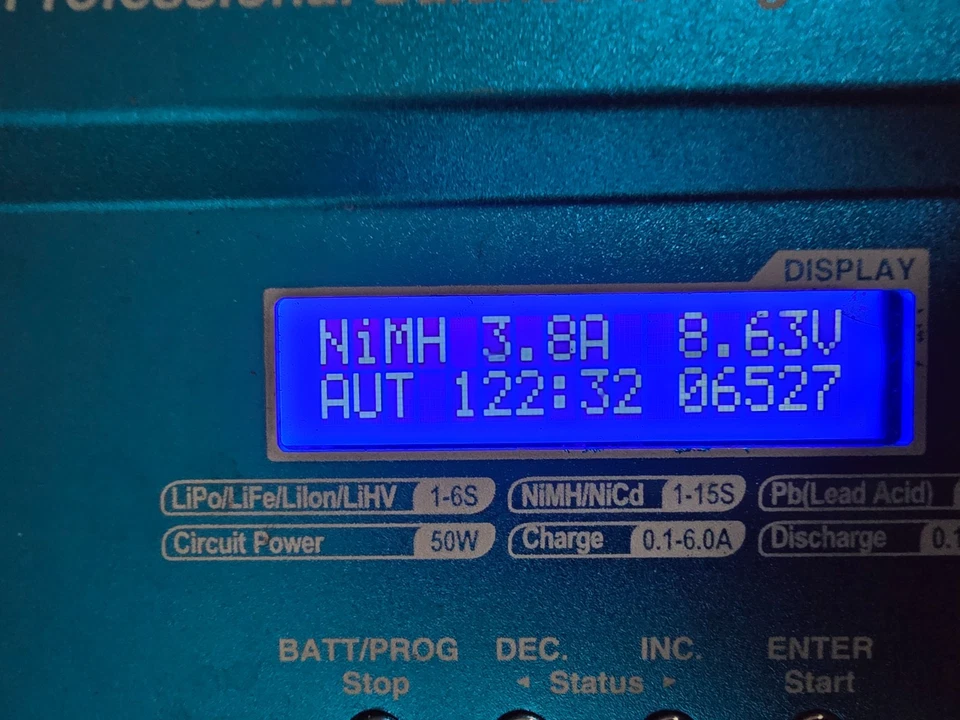 Professional
DISPLAY
NiMH 3.8A 8.63V
AUT 122:32 06527
LiPo/LiFe/LiIon/LiHV 1-6S NiMH/NiCd 1-15S Pb(Lead Acid)
Circuit Power 50W Charge 0.1-6.0A Discharge
BATT/PROG DEC. INC. ENTER
Stop ◄ Status ► Start